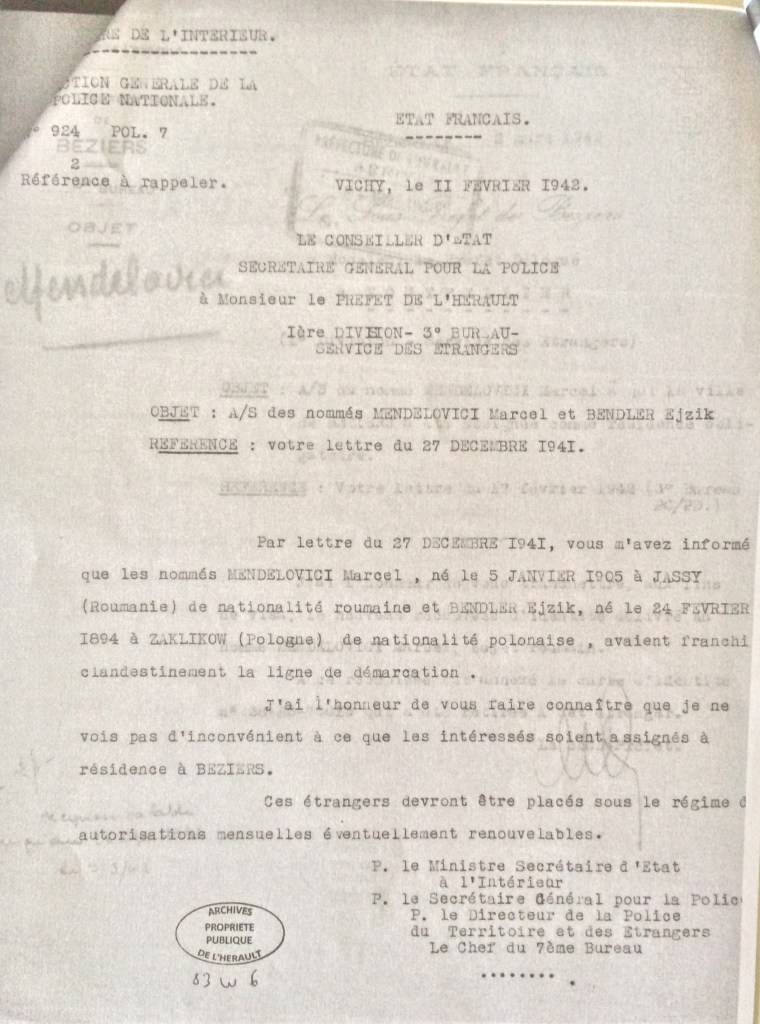 RE DE L'INTERIEUR.
CTION GENERALE DE LA
POLICE NATIONALE.
ETAT FRANCAIS.
N° 924 POL. 7
BEZIERS
2
Référence à rappeler.
VICHY, le II FEVRIER I942.
OBJET
Mendelovici
LE CONSEILLER D'ETAT
SECRETAIRE GENERAL POUR LA POLICE
à Monsieur le PREFET DE L'HERAULT
Ière DIVISION- 3° BUREAU-
SERVICE DES ETRANGERS
OBJET : A/S des nommés MENDELOVICI Marcel et BENDLER Ejzik
REFERENCE : votre lettre du 27 DECEMBRE I94I.
Par lettre du 27 DECEMBRE I94I, vous m'avez informé
que les nommés MENDELOVICI Marcel , né le 5 JANVIER I905 à JASSY
(Roumanie) de nationalité roumaine et BENDLER Ejzik, né le 24 FEVRIER
I894 à ZAKLIKOW (Pologne) de nationalité polonaise , avaient franchi
clandestinement la ligne de démarcation .
J'ai l'honneur de vous faire connaître que je ne
vois pas d'inconvénient à ce que les intéressés soient assignés à
résidence à BEZIERS.
Ces étrangers devront être placés sous le régime d
autorisations mensuelles éventuellement renouvelables.
P. le Ministre Secrétaire d'Etat
à l'Intérieur
P. le Secrétaire Général pour la Polic
P. le Directeur de la Police
du Territoire et des Etrangers
Le Chef du 7ème Bureau
ARCHIVES
PROPRIETE
PUBLIQUE
DE L'HERAULT
83 W 6